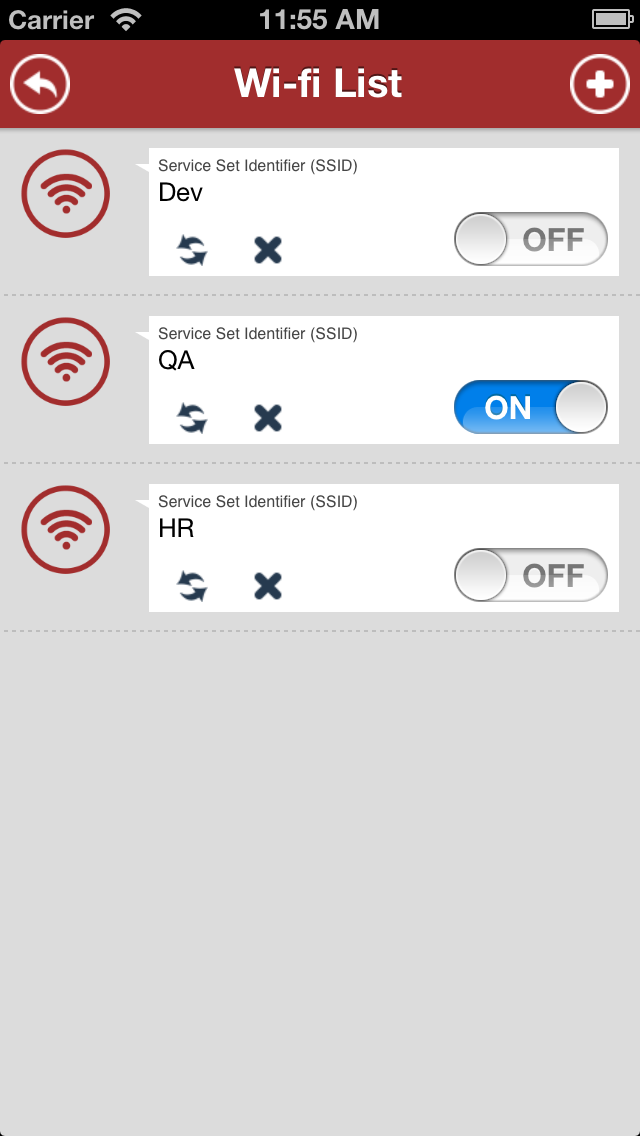 Carrier 11:55 AM
Wi-fi List
Service Set Identifier (SSID)
Dev
OFF
Service Set Identifier (SSID)
QA
ON
Service Set Identifier (SSID)
HR
OFF